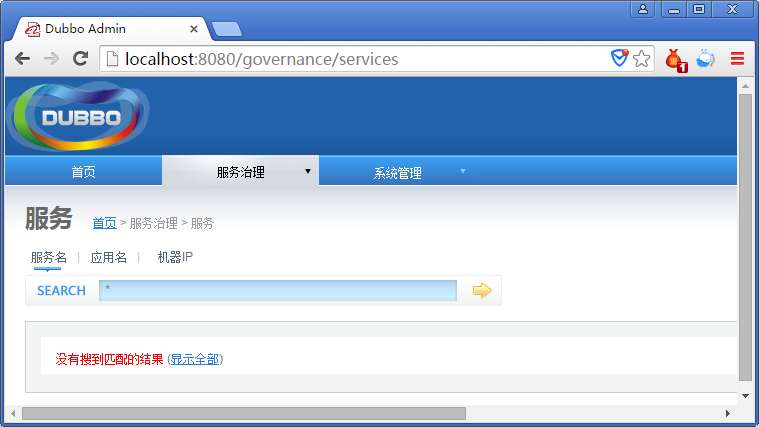 Dubbo Admin
localhost:8080/governance/services
1
DUBBO
首页 服务治理 系统管理
服务 首页 > 服务治理 > 服务
服务名 | 应用名 | 机器IP
SEARCH *
没有搜到匹配的结果 (显示全部)